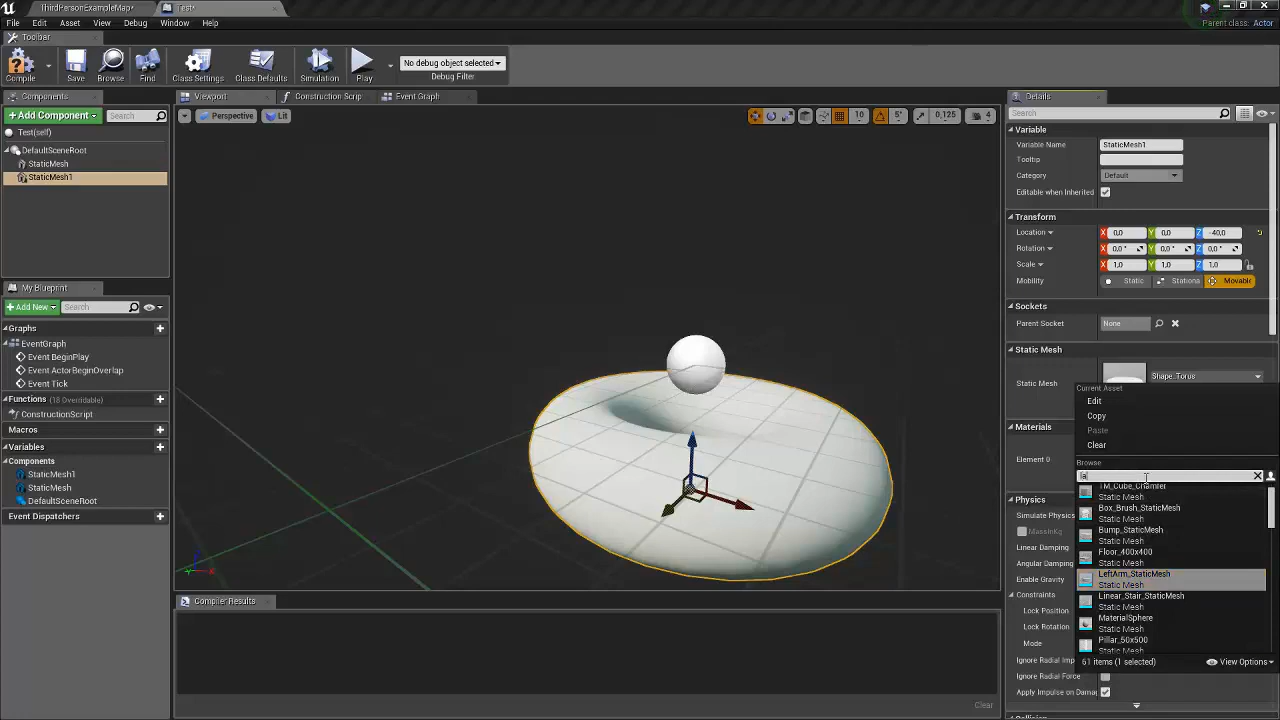 ThirdPersonExampleMap*
Test*
Parent class: Actor
File
Edit
Asset
View
Debug
Window
Help
Toolbar
Compile
Save
Browse
Find
Class Settings
Class Defaults
Simulation
Play
No debug object selected
Debug Filter
Components
+ Add Component
Search
Test(self)
DefaultSceneRoot
StaticMesh
StaticMesh1
My Blueprint
+ Add New
Search
Graphs
EventGraph
Event BeginPlay
Event ActorBeginOverlap
Event Tick
Functions (18 Overridable)
ConstructionScript
Macros
Variables
Components
StaticMesh1
StaticMesh
DefaultSceneRoot
Event Dispatchers
Viewport
Construction Scrip
Event Graph
Perspective
Lit
10
5°
0,125
4
Compiler Results
Clear
Details
Search
Variable
Variable Name
StaticMesh1
Tooltip
Category
Default
Editable when Inherited
Transform
Location
X 0,0
Y 0,0
Z -40,0
Rotation
X 0,0 °
Y 0,0 °
Z 0,0 °
Scale
X 1,0
Y 1,0
Z 1,0
Mobility
Static
Stationa
Movabl
Sockets
Parent Socket
None
Static Mesh
Static Mesh
Shape_Torus
Materials
Element 0
Physics
Simulate Physics
MassInKg
Linear Damping
Angular Damping
Enable Gravity
Constraints
Lock Position
Lock Rotation
Mode
Ignore Radial Imp
Ignore Radial Force
Apply Impulse on Damag
Collision
Current Asset
Edit
Copy
Paste
Clear
Browse
TM_Cube_Chamfer
Static Mesh
Box_Brush_StaticMesh
Static Mesh
Bump_StaticMesh
Static Mesh
Floor_400x400
Static Mesh
LeftArm_StaticMesh
Static Mesh
Linear_Stair_StaticMesh
Static Mesh
MaterialSphere
Static Mesh
Pillar_50x500
Static Mesh
61 items (1 selected)
View Options